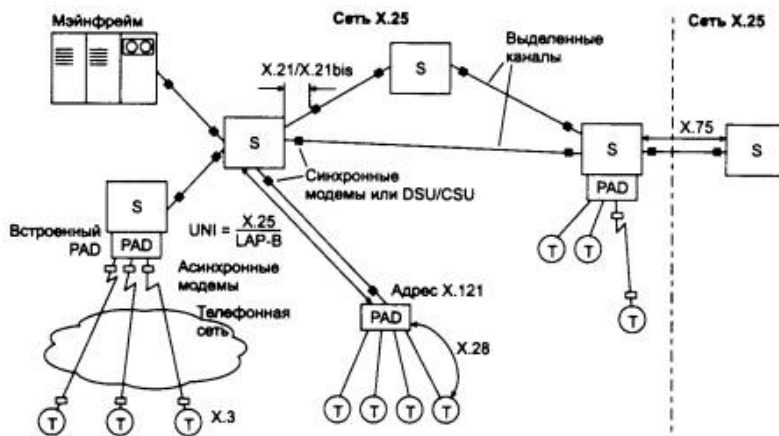 Мэйнфрейм
Сеть X.25
Сеть X.25
Выделенные
каналы
X.21/X.21bis
S
S
S
S
X.75
PAD
Синхронные
модемы или DSU/CSU
S
Встроенный
PAD
PAD
UNI = X.25
LAP-B
T
T
T
Асинхронные
модемы
Адрес X.121
PAD
Телефонная
сеть
X.28
X.3
T
T
T
T
T
T
T